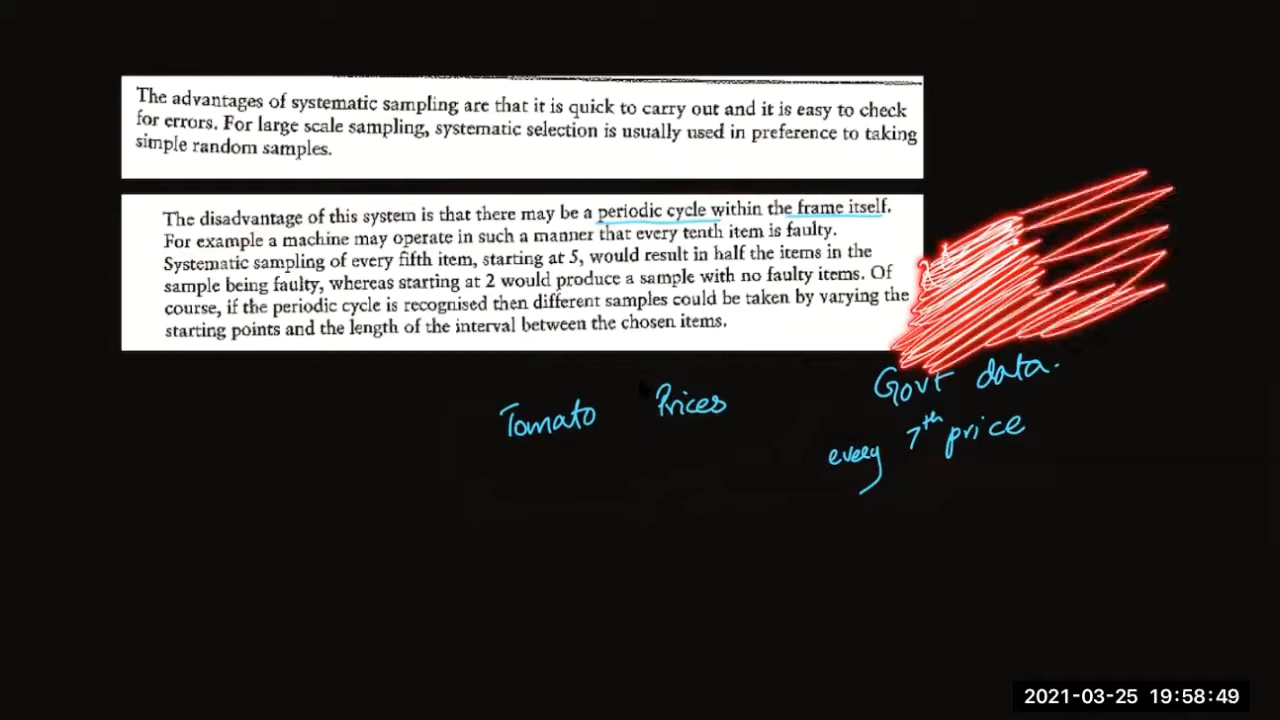 The advantages of systematic sampling are that it is quick to carry out and it is easy to check
for errors. For large scale sampling, systematic selection is usually used in preference to taking
simple random samples.
The disadvantage of this system is that there may be a periodic cycle within the frame itself.
For example a machine may operate in such a manner that every tenth item is faulty.
Systematic sampling of every fifth item, starting at 5, would result in half the items in the
sample being faulty, whereas starting at 2 would produce a sample with no faulty items. Of
course, if the periodic cycle is recognised then different samples could be taken by varying the
starting points and the length of the interval between the chosen items.
Tomato Prices
Govt data.
every 7th price
2021-03-25 19:58:49